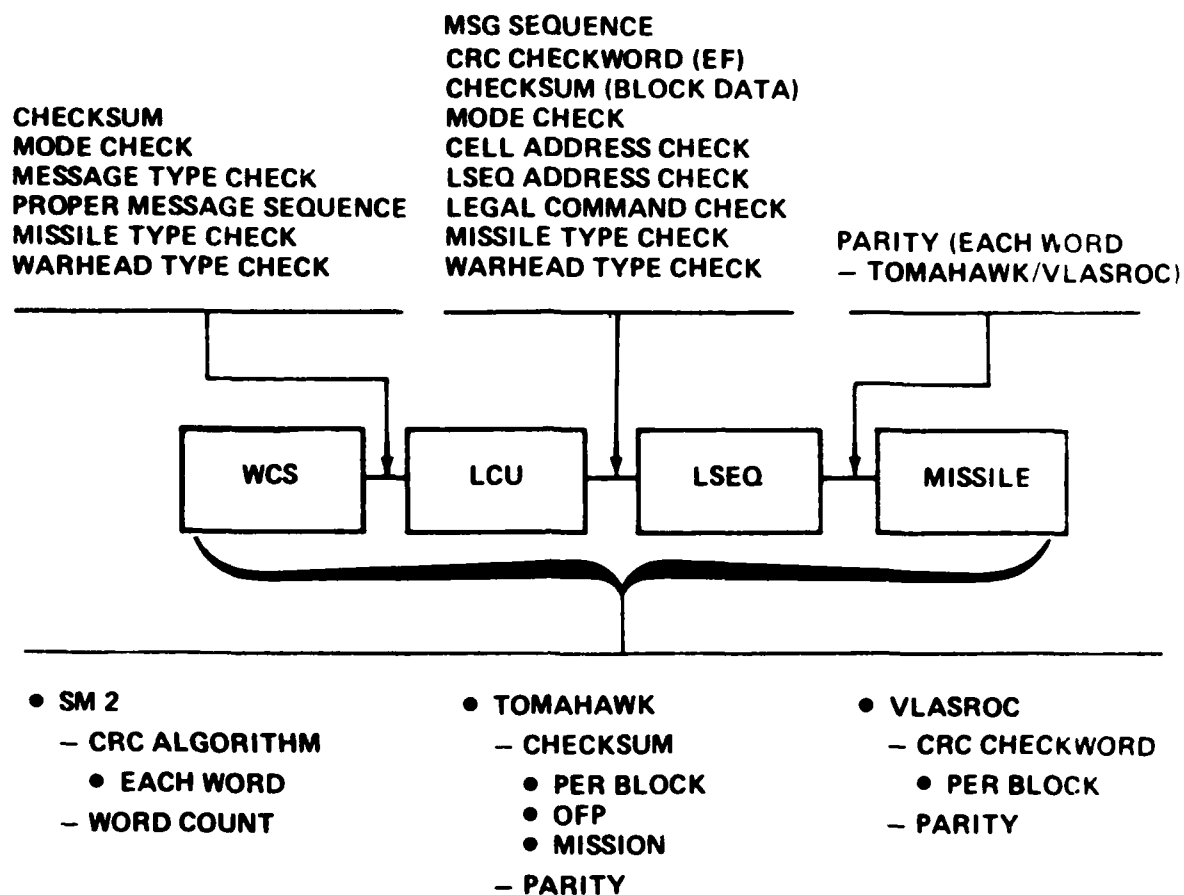 CHECKSUM
MODE CHECK
MESSAGE TYPE CHECK
PROPER MESSAGE SEQUENCE
MISSILE TYPE CHECK
WARHEAD TYPE CHECK
MSG SEQUENCE
CRC CHECKWORD (EF)
CHECKSUM (BLOCK DATA)
MODE CHECK
CELL ADDRESS CHECK
LSEQ ADDRESS CHECK
LEGAL COMMAND CHECK
MISSILE TYPE CHECK
WARHEAD TYPE CHECK
PARITY (EACH WORD
– TOMAHAWK/VLASROC)
WCS
LCU
LSEQ
MISSILE
● SM 2
– CRC ALGORITHM
● EACH WORD
– WORD COUNT
● TOMAHAWK
– CHECKSUM
● PER BLOCK
● OFP
● MISSION
– PARITY
● VLASROC
– CRC CHECKWORD
● PER BLOCK
– PARITY